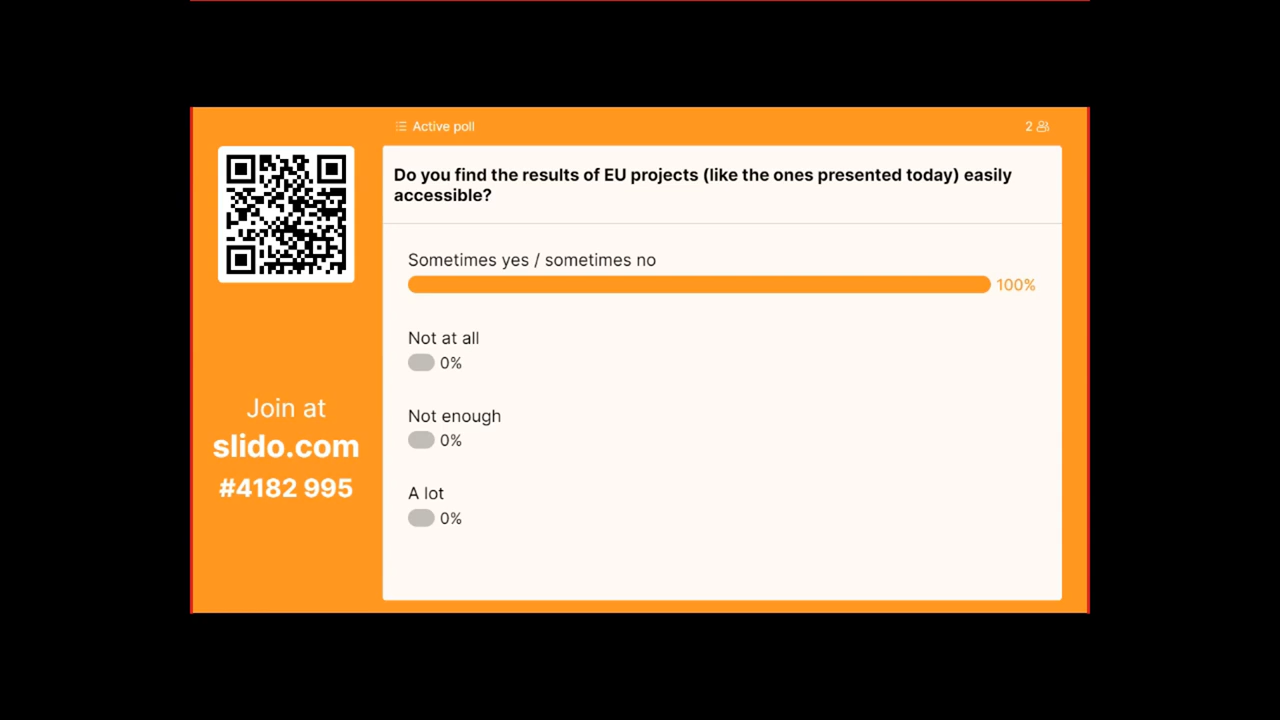 Active poll
2
Do you find the results of EU projects (like the ones presented today) easily
accessible?
Sometimes yes / sometimes no
100%
Not at all
0%
Not enough
0%
A lot
0%
Join at
slido.com
#4182 995